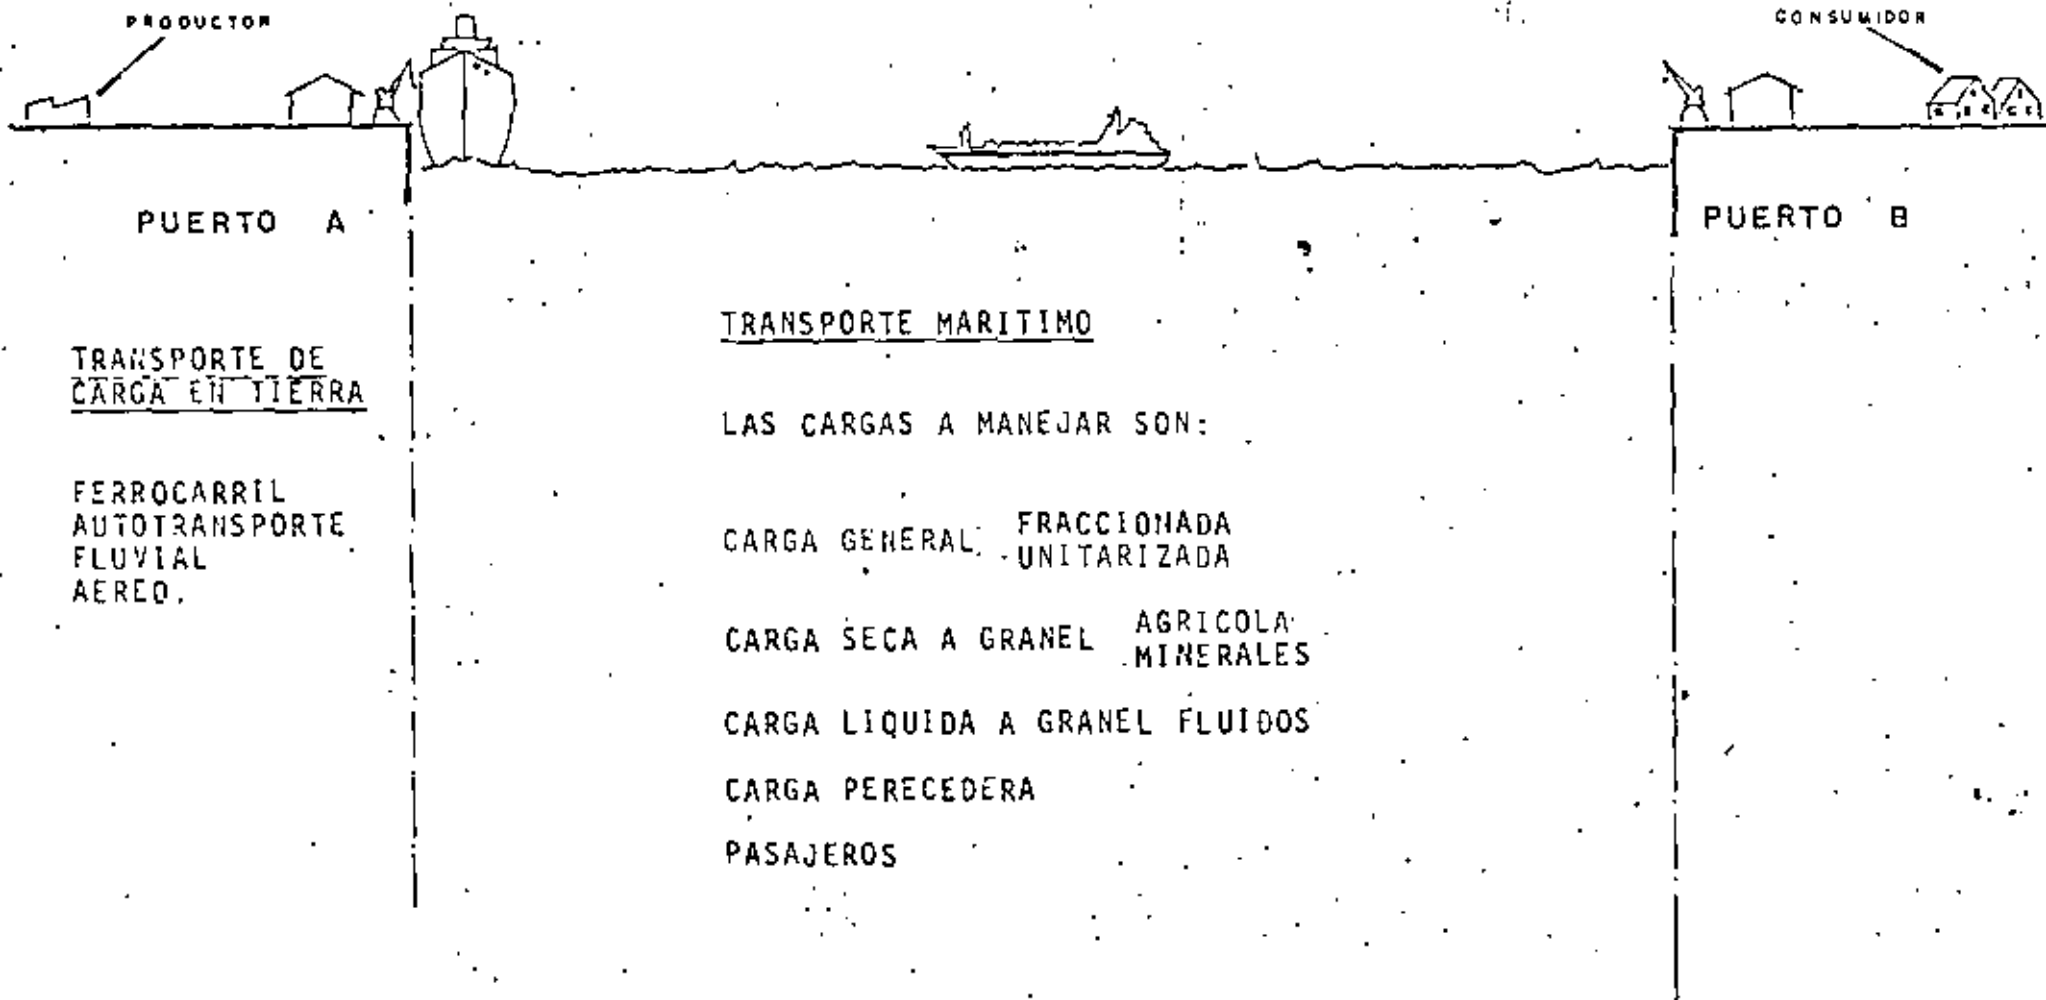 PRODUCTOR
CONSUMIDOR
PUERTO A
PUERTO B
TRANSPORTE DE
CARGA EN TIERRA
FERROCARRIL
AUTOTRANSPORTE
FLUVIAL
AEREO.
TRANSPORTE MARITIMO
LAS CARGAS A MANEJAR SON:
CARGA GENERAL FRACCIONADA
UNITARIZADA
CARGA SECA A GRANEL AGRICOLA
MINERALES
CARGA LIQUIDA A GRANEL FLUIDOS
CARGA PERECEDERA
PASAJEROS